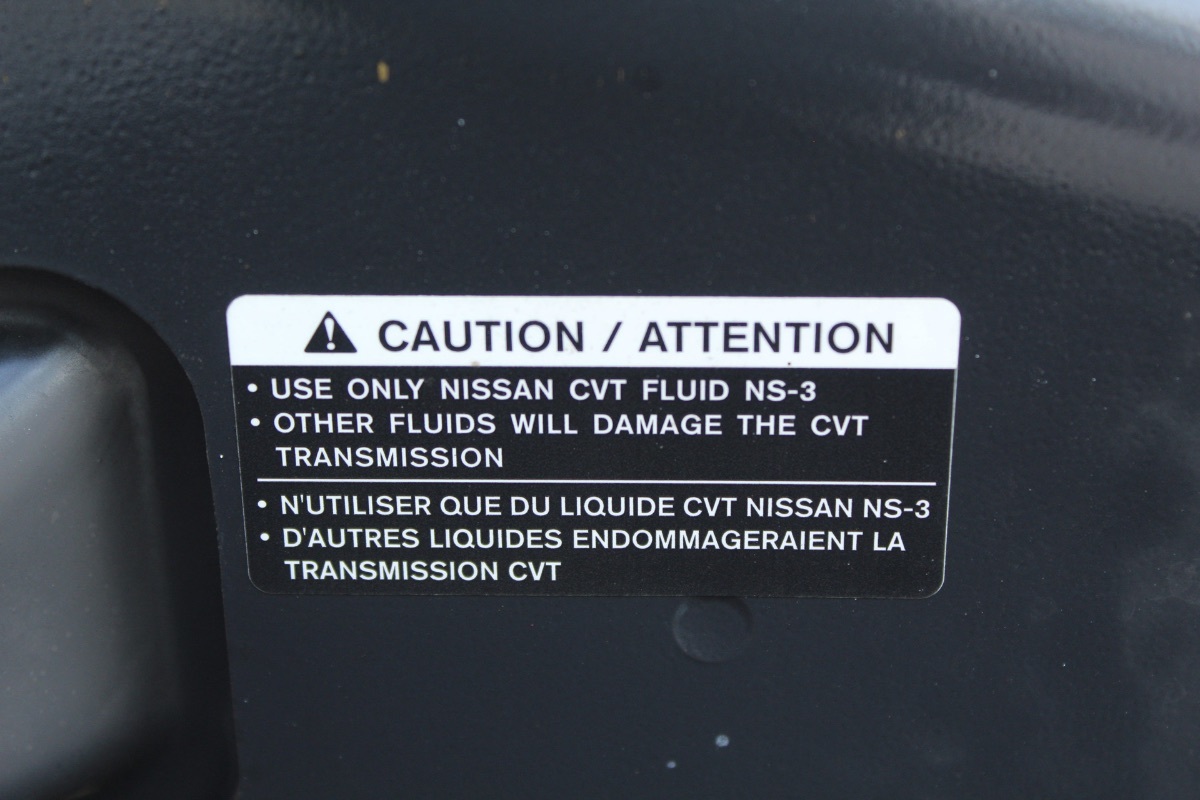 CAUTION / ATTENTION
• USE ONLY NISSAN CVT FLUID NS-3
• OTHER FLUIDS WILL DAMAGE THE CVT
TRANSMISSION
• N'UTILISER QUE DU LIQUIDE CVT NISSAN NS-3
• D'AUTRES LIQUIDES ENDOMMAGERAIENT LA
TRANSMISSION CVT